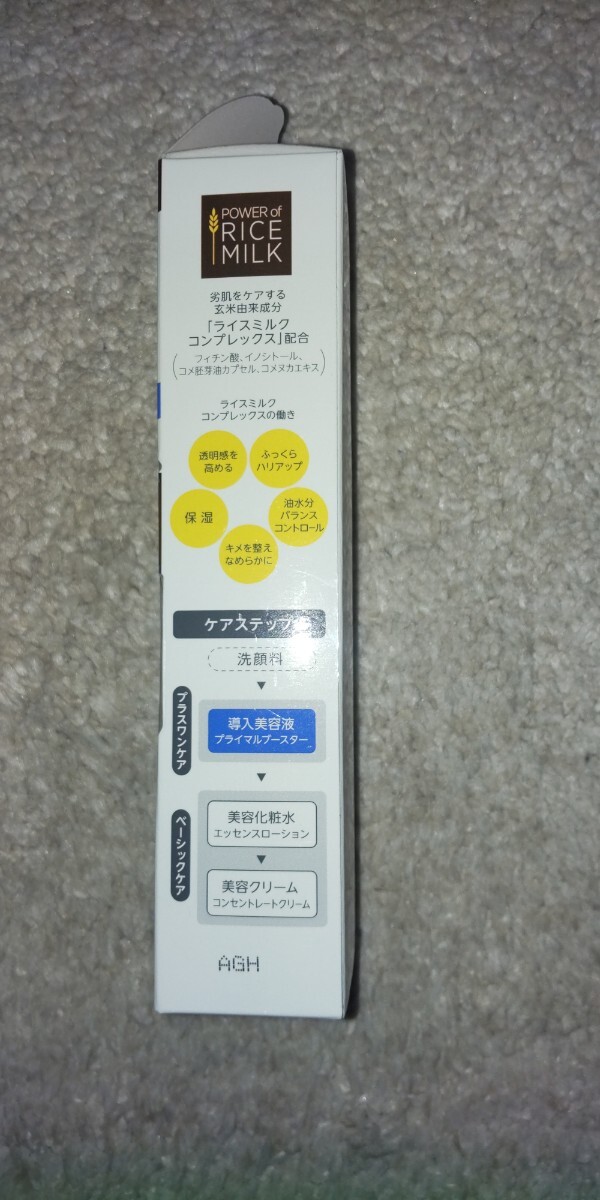 POWER of
RICE
MILK
劣肌をケアする
玄米由来成分
「ライスミルク
コンプレックス」配合
(フィチン酸、イノシトール、
コメ胚芽油カプセル、コメヌカエキス)
ライスミルク
コンプレックスの働き
透明感を
高める
ふっくら
ハリアップ
保湿
油水分
バランス
コントロール
キメを整え
なめらかに
ケアステップ
洗顔料
▼
プラスワンケア
導入美容液
プライマルブースター
▼
ベーシックケア
美容化粧水
エッセンスローション
▼
美容クリーム
コンセントレートクリーム
AGH